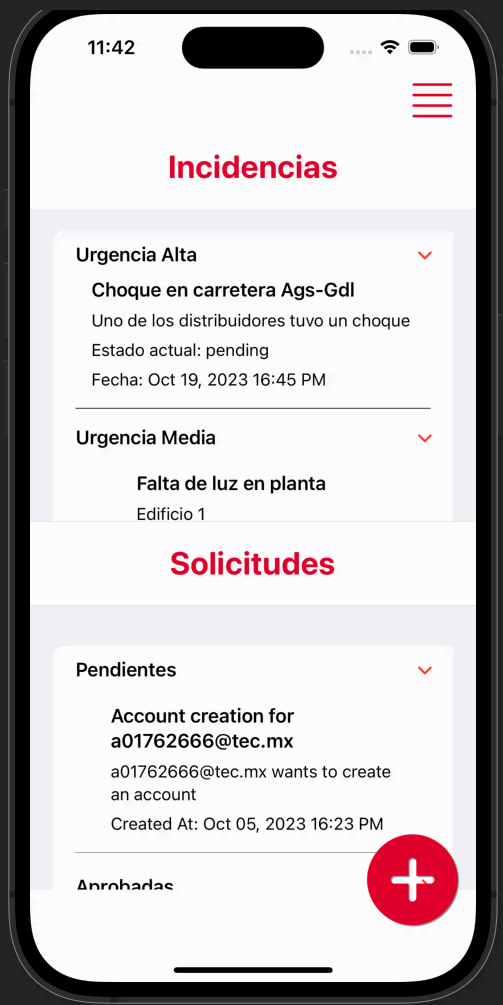 11:42
Incidencias
Urgencia Alta
Choque en carretera Ags-Gdl
Uno de los distribuidores tuvo un choque
Estado actual: pending
Fecha: Oct 19, 2023 16:45 PM
Urgencia Media
Falta de luz en planta
Edificio 1
Solicitudes
Pendientes
Account creation for
a01762666@tec.mx
a01762666@tec.mx wants to create
an account
Created At: Oct 05, 2023 16:23 PM
Aprobadas